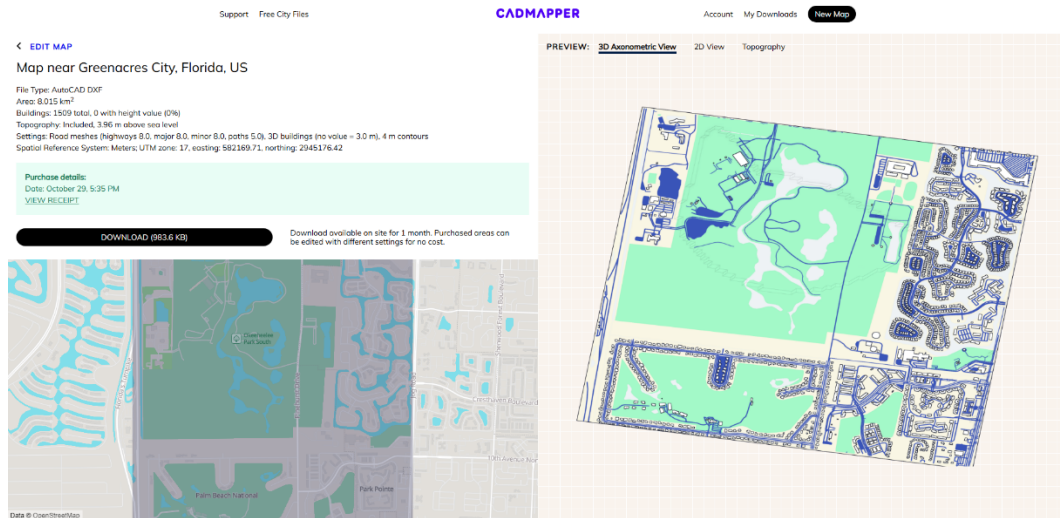 Support Free City Files
CADMAPPER
Account My Downloads New Map
EDIT MAP
Map near Greenacres City, Florida, US
File Type: AutoCAD DXF
Area: 8.015 km²
Buildings: 1509 total, 0 with height value (0%)
Topography: Included, 3.96 m above sea level
Settings: Road meshes (highways 8.0, major 8.0, minor 8.0, paths 5.0), 3D buildings (no value = 3.0 m), 4 m contours
Spatial Reference System: Meters; UTM zone: 17, easting: 582169.71, northing: 2945176.42
Purchase details:
Date: October 29, 5:35 PM
VIEW RECEIPT
DOWNLOAD (983.6 KB)
Download available on site for 1 month. Purchased areas can
be edited with different settings for no cost.
Okeeheelee
Park South
10th Avenue Nor
Palm Beach National
Park Pointe
Data © OpenStreetMap
PREVIEW: 3D Axonometric View 2D View Topography